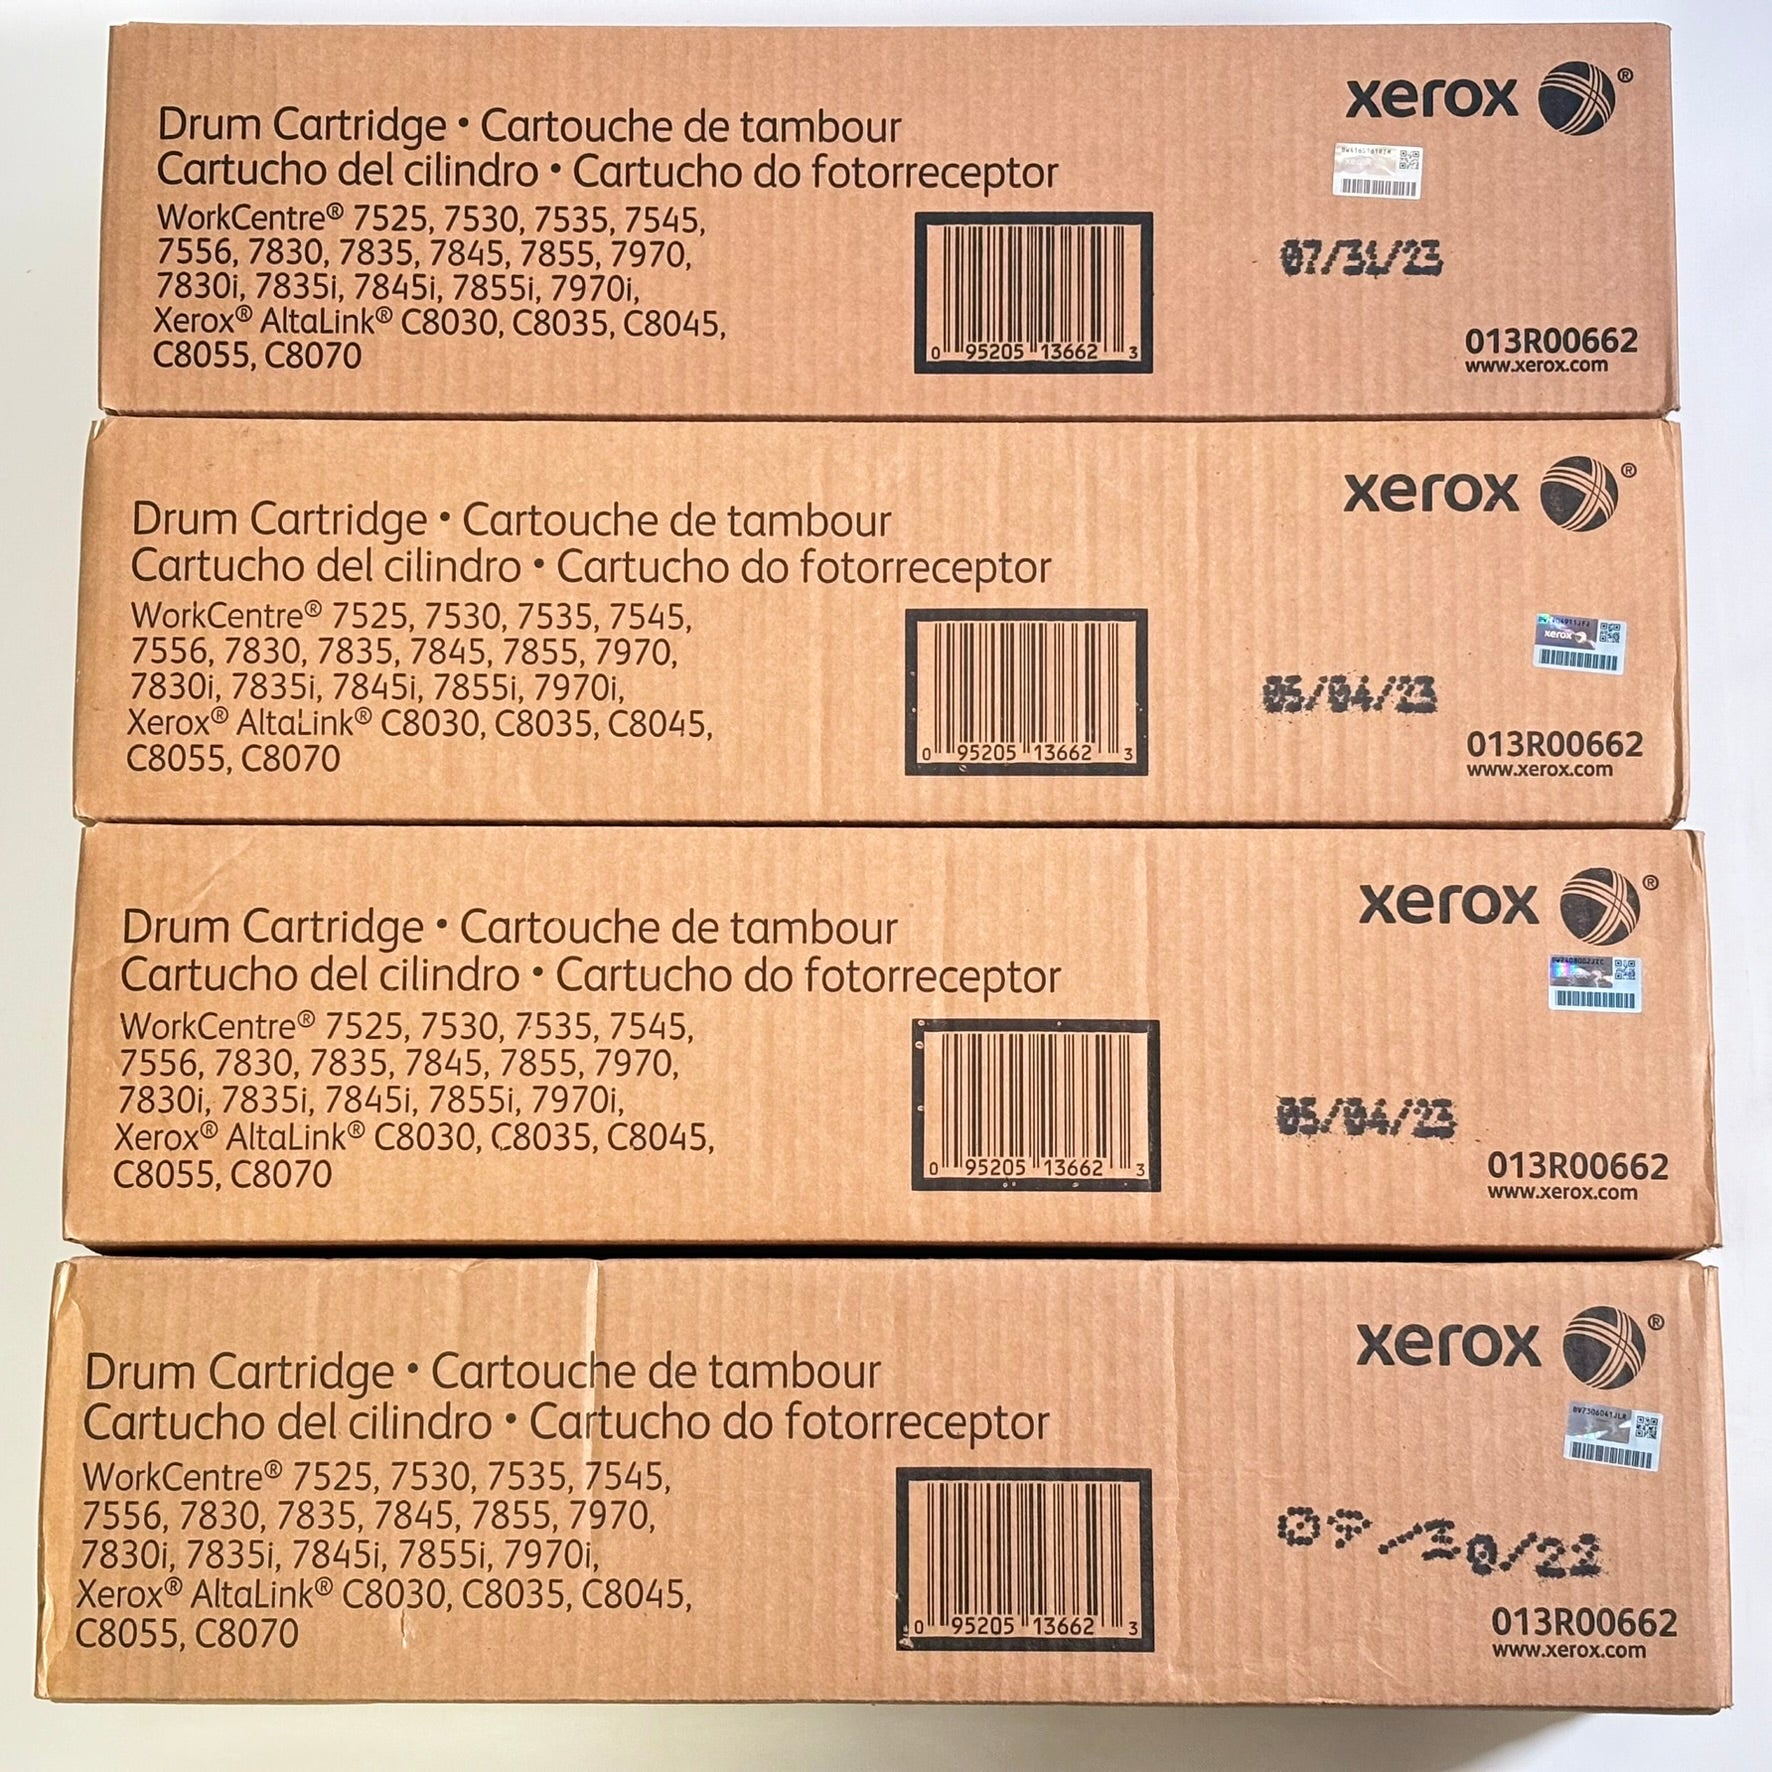 Drum Cartridge • Cartouche de tambour
Cartucho del cilindro • Cartucho do fotorreceptor
WorkCentre® 7525, 7530, 7535, 7545,
7556, 7830, 7835, 7845, 7855, 7970,
7830i, 7835i, 7845i, 7855i, 7970i,
Xerox® AltaLink® C8030, C8035, C8045,
C8055, C8070
0 95205 13662 3
xerox ®
07/31/23
013R00662
www.xerox.com
Drum Cartridge • Cartouche de tambour
Cartucho del cilindro • Cartucho do fotorreceptor
WorkCentre® 7525, 7530, 7535, 7545,
7556, 7830, 7835, 7845, 7855, 7970,
7830i, 7835i, 7845i, 7855i, 7970i,
Xerox® AltaLink® C8030, C8035, C8045,
C8055, C8070
0 95205 13662 3
xerox ®
xerox
05/04/23
013R00662
www.xerox.com
Drum Cartridge • Cartouche de tambour
Cartucho del cilindro • Cartucho do fotorreceptor
WorkCentre® 7525, 7530, 7535, 7545,
7556, 7830, 7835, 7845, 7855, 7970,
7830i, 7835i, 7845i, 7855i, 7970i,
Xerox® AltaLink® C8030, C8035, C8045,
C8055, C8070
0 95205 13662 3
xerox ®
05/04/23
013R00662
www.xerox.com
Drum Cartridge • Cartouche de tambour
Cartucho del cilindro • Cartucho do fotorreceptor
WorkCentre® 7525, 7530, 7535, 7545,
7556, 7830, 7835, 7845, 7855, 7970,
7830i, 7835i, 7845i, 7855i, 7970i,
Xerox® AltaLink® C8030, C8035, C8045,
C8055, C8070
0 95205 13662 3
xerox ®
BV7306041JLR
013R00662
www.xerox.com